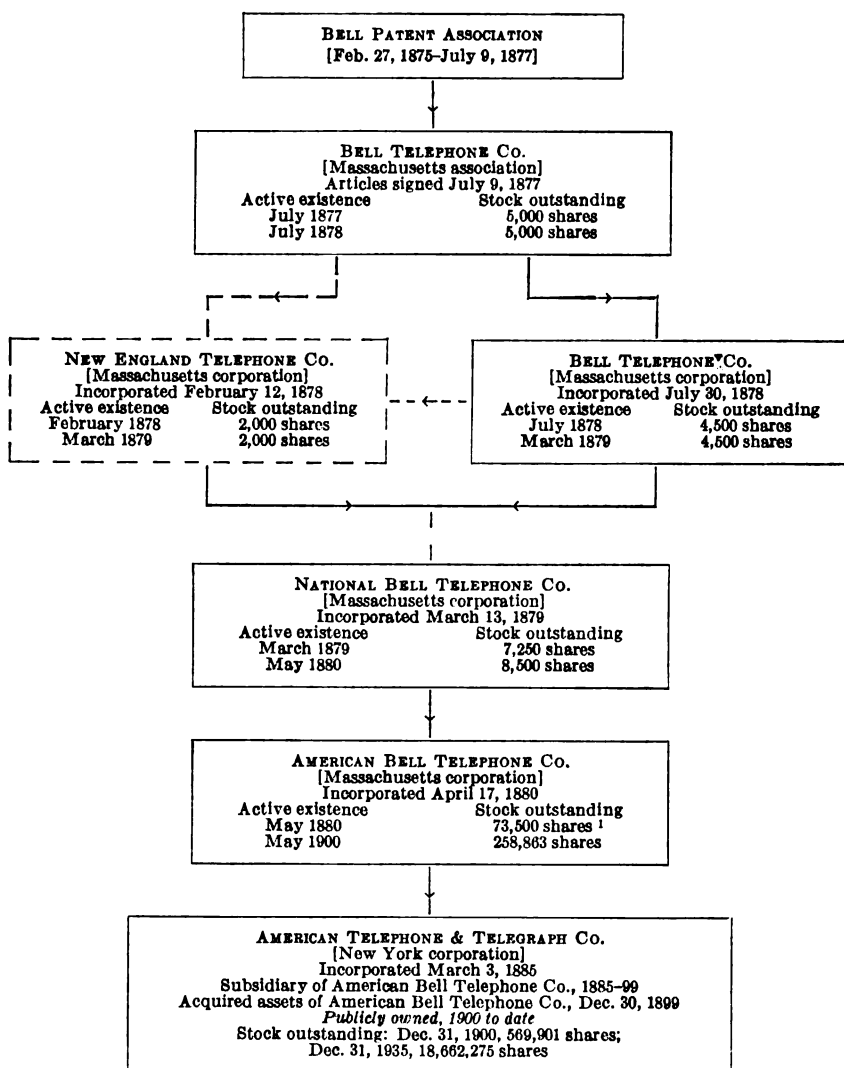 BELL PATENT ASSOCIATION
[Feb. 27, 1875–July 9, 1877]
BELL TELEPHONE CO.
[Massachusetts association]
Articles signed July 9, 1877
Active existence Stock outstanding
July 1877 5,000 shares
July 1878 5,000 shares
NEW ENGLAND TELEPHONE CO.
[Massachusetts corporation]
Incorporated February 12, 1878
Active existence Stock outstanding
February 1878 2,000 shares
March 1879 2,000 shares
BELL TELEPHONE CO.
[Massachusetts corporation]
Incorporated July 30, 1878
Active existence Stock outstanding
July 1878 4,500 shares
March 1879 4,500 shares
NATIONAL BELL TELEPHONE CO.
[Massachusetts corporation]
Incorporated March 13, 1879
Active existence Stock outstanding
March 1879 7,250 shares
May 1880 8,500 shares
AMERICAN BELL TELEPHONE CO.
[Massachusetts corporation]
Incorporated April 17, 1880
Active existence Stock outstanding
May 1880 73,500 shares ¹
May 1900 258,863 shares
AMERICAN TELEPHONE & TELEGRAPH CO.
[New York corporation]
Incorporated March 3, 1885
Subsidiary of American Bell Telephone Co., 1885–99
Acquired assets of American Bell Telephone Co., Dec. 30, 1899
Publicly owned, 1900 to date
Stock outstanding: Dec. 31, 1900, 569,901 shares;
Dec. 31, 1935, 18,662,275 shares